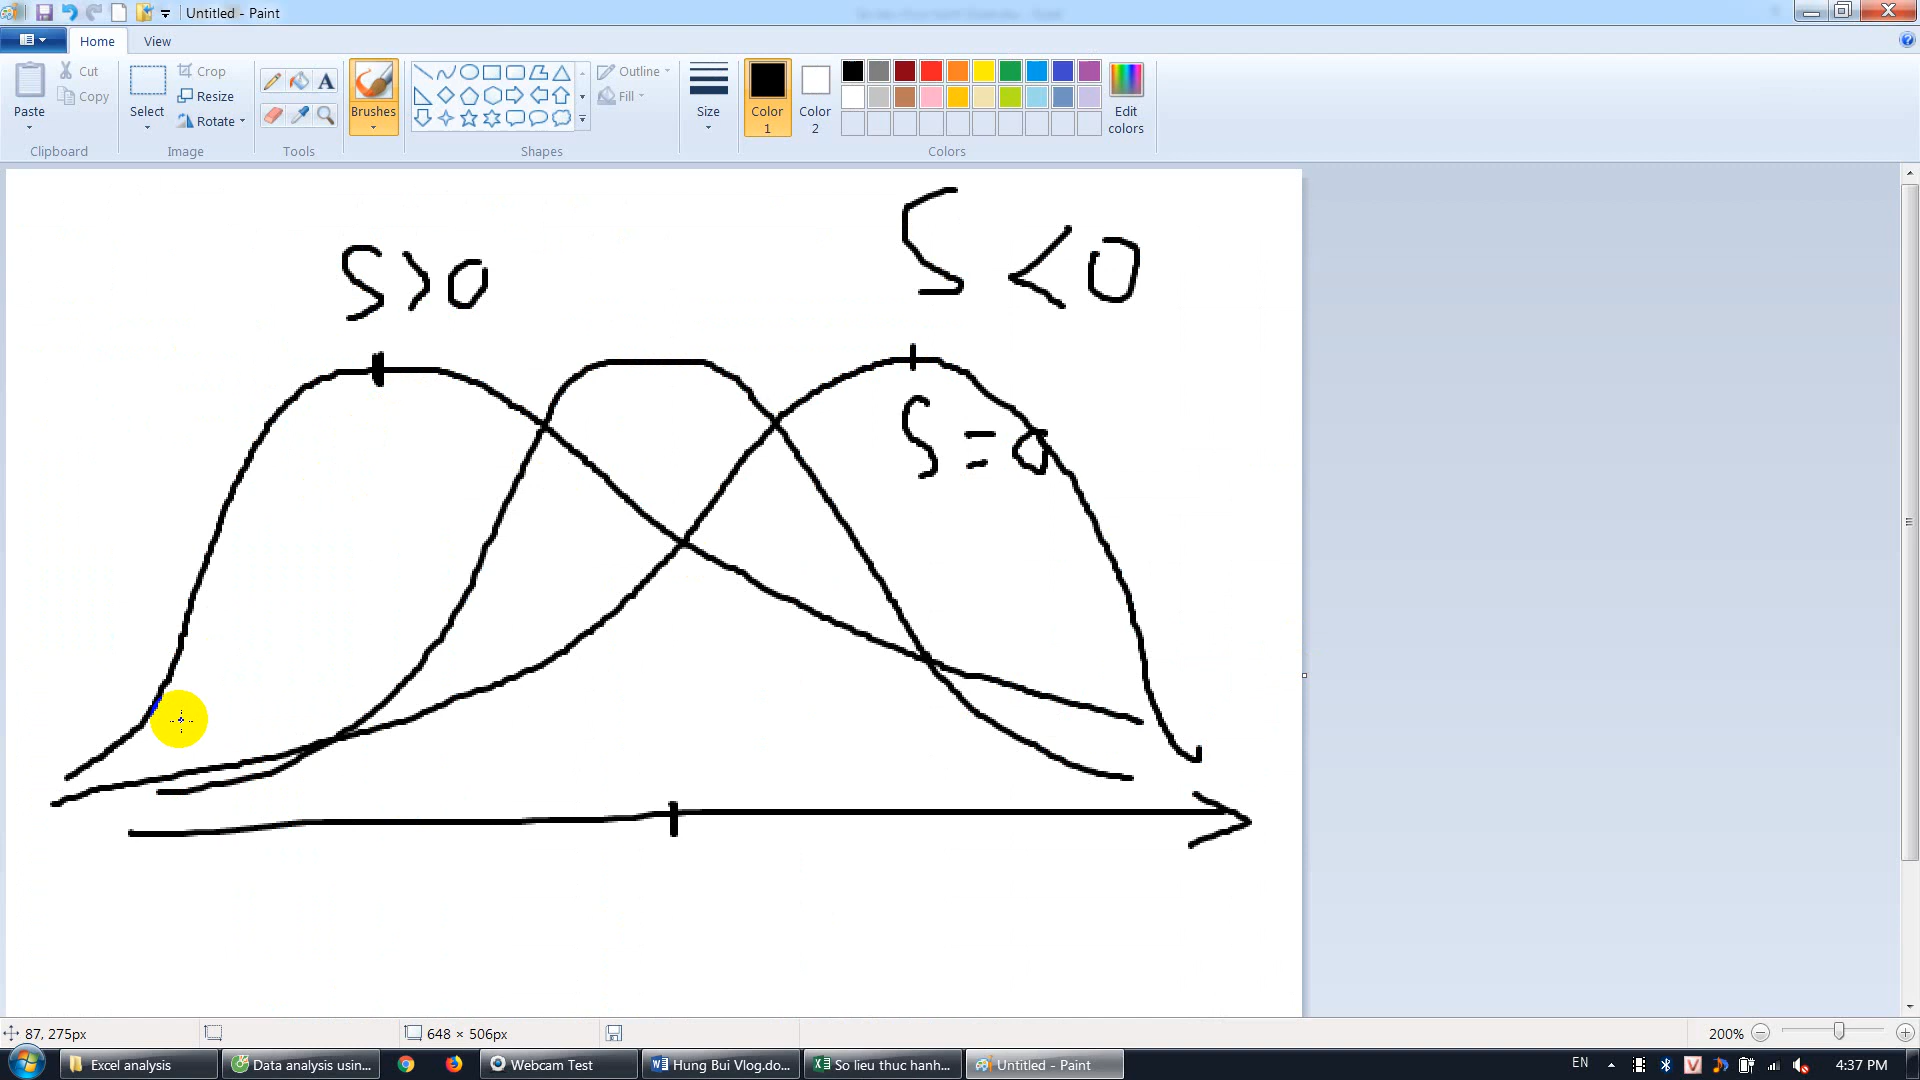 Untitled - Paint
Home View
Paste
Cut
Copy
Clipboard
Select
Crop
Resize
Rotate
Image
A
Tools
Brushes
Outline
Fill
Shapes
Size
Color 1
Color 2
Edit colors
Colors
S>0
S<0
S=0
87, 275px
648 × 506px
200%
Excel analysis
Data analysis usin...
Webcam Test
Hung Bui Vlog.do...
So lieu thuc hanh...
Untitled - Paint
EN
4:37 PM